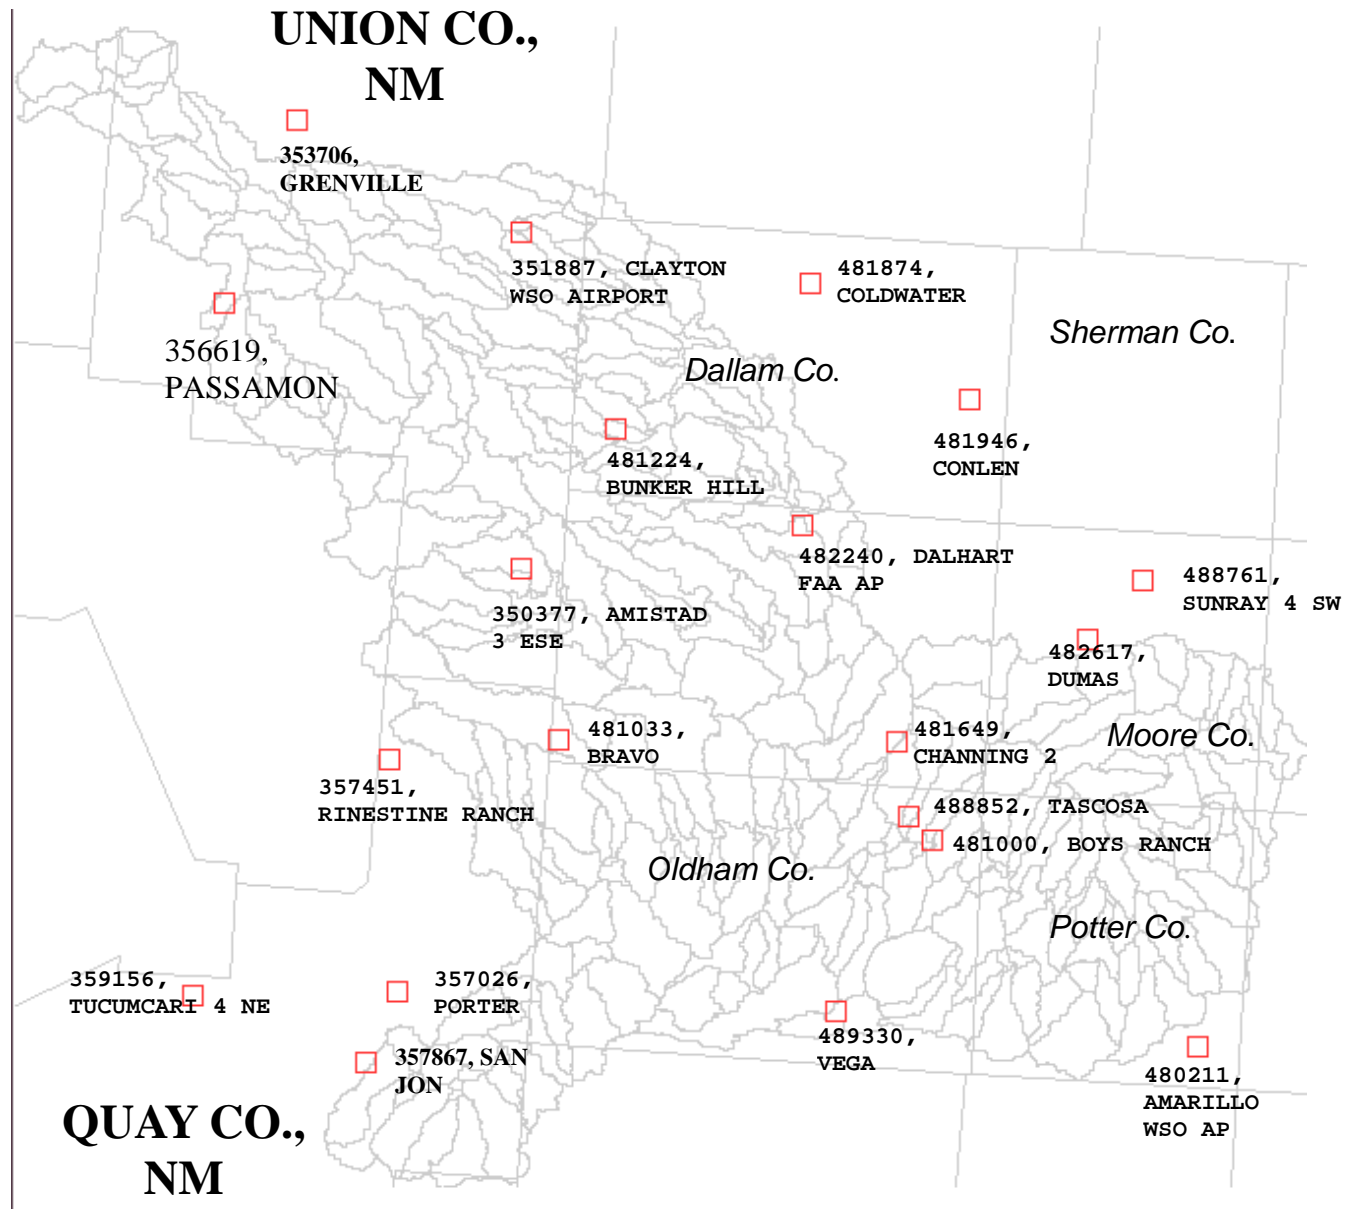 UNION CO.,
NM
353706,
GRENVILLE
351887, CLAYTON
WSO AIRPORT
481874,
COLDWATER
Sherman Co.
356619,
PASSAMON
Dallam Co.
481946,
CONLEN
481224,
BUNKER HILL
482240, DALHART
FAA AP
488761,
SUNRAY 4 SW
350377, AMISTAD
3 ESE
482617,
DUMAS
481033,
BRAVO
481649,
CHANNING 2
Moore Co.
357451,
RINESTINE RANCH
488852, TASCOSA
481000, BOYS RANCH
Oldham Co.
Potter Co.
359156,
TUCUMCARI 4 NE
357026,
PORTER
489330,
VEGA
357867, SAN
JON
480211,
AMARILLO
WSO AP
QUAY CO.,
NM